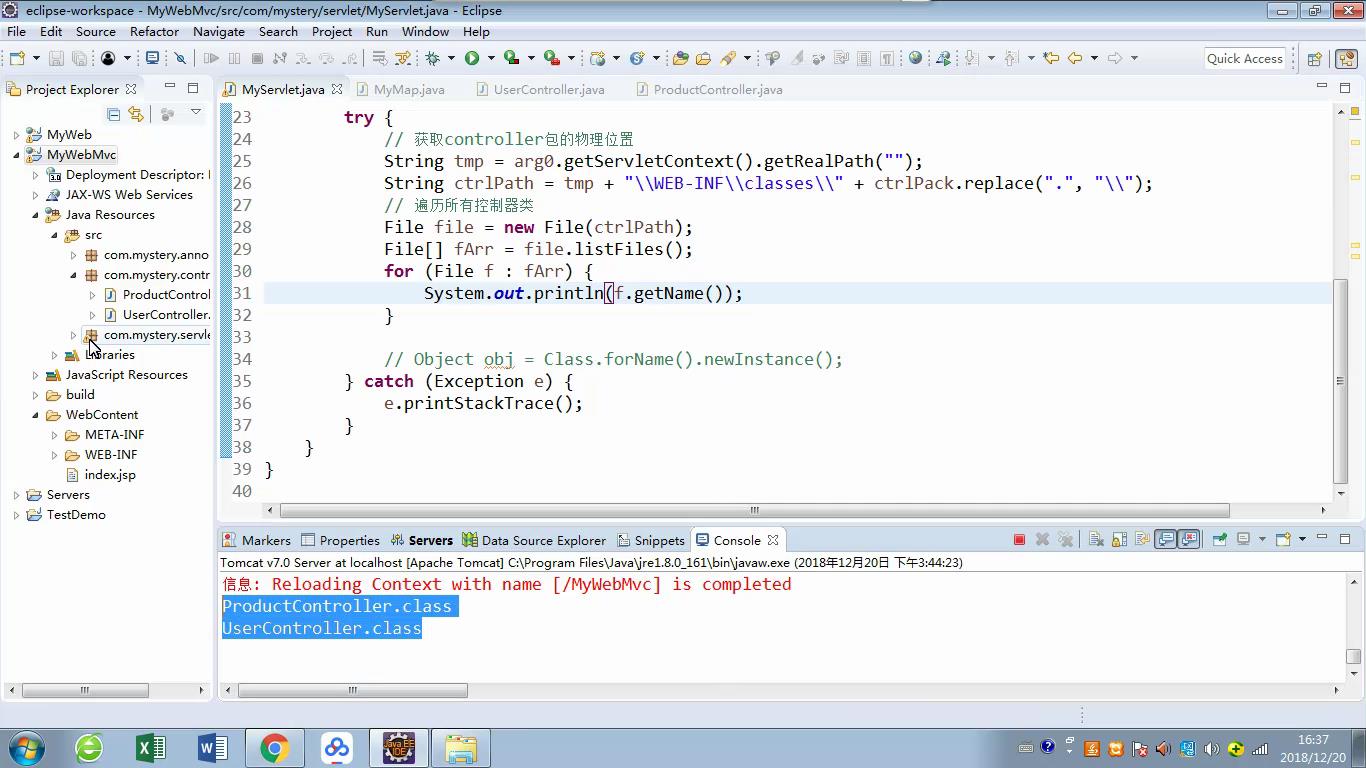 eclipse-workspace - MyWebMvc/src/com/mystery/servlet/MyServlet.java - Eclipse
File Edit Source Refactor Navigate Search Project Run Window Help
Quick Access
Project Explorer
MyWeb
MyWebMvc
Deployment Descriptor:
JAX-WS Web Services
Java Resources
src
com.mystery.anno
com.mystery.contr
ProductControl
UserController.
com.mystery.servle
Libraries
JavaScript Resources
build
WebContent
META-INF
WEB-INF
index.jsp
Servers
TestDemo
MyServlet.java MyMap.java UserController.java ProductController.java
23 try {
24 // 获取controller包的物理位置
25 String tmp = arg0.getServletContext().getRealPath("");
26 String ctrlPath = tmp + "\\WEB-INF\\classes\\" + ctrlPack.replace(".", "\\");
27 // 遍历所有控制器类
28 File file = new File(ctrlPath);
29 File[] fArr = file.listFiles();
30 for (File f : fArr) {
31 System.out.println(f.getName());
32 }
33
34 // Object obj = Class.forName().newInstance();
35 } catch (Exception e) {
36 e.printStackTrace();
37 }
38 }
39 }
40
Markers Properties Servers Data Source Explorer Snippets Console
Tomcat v7.0 Server at localhost [Apache Tomcat] C:\Program Files\Java\jre1.8.0_161\bin\javaw.exe (2018年12月20日 下午3:44:23)
信息: Reloading Context with name [/MyWebMvc] is completed
ProductController.class
UserController.class
16:37
2018/12/20